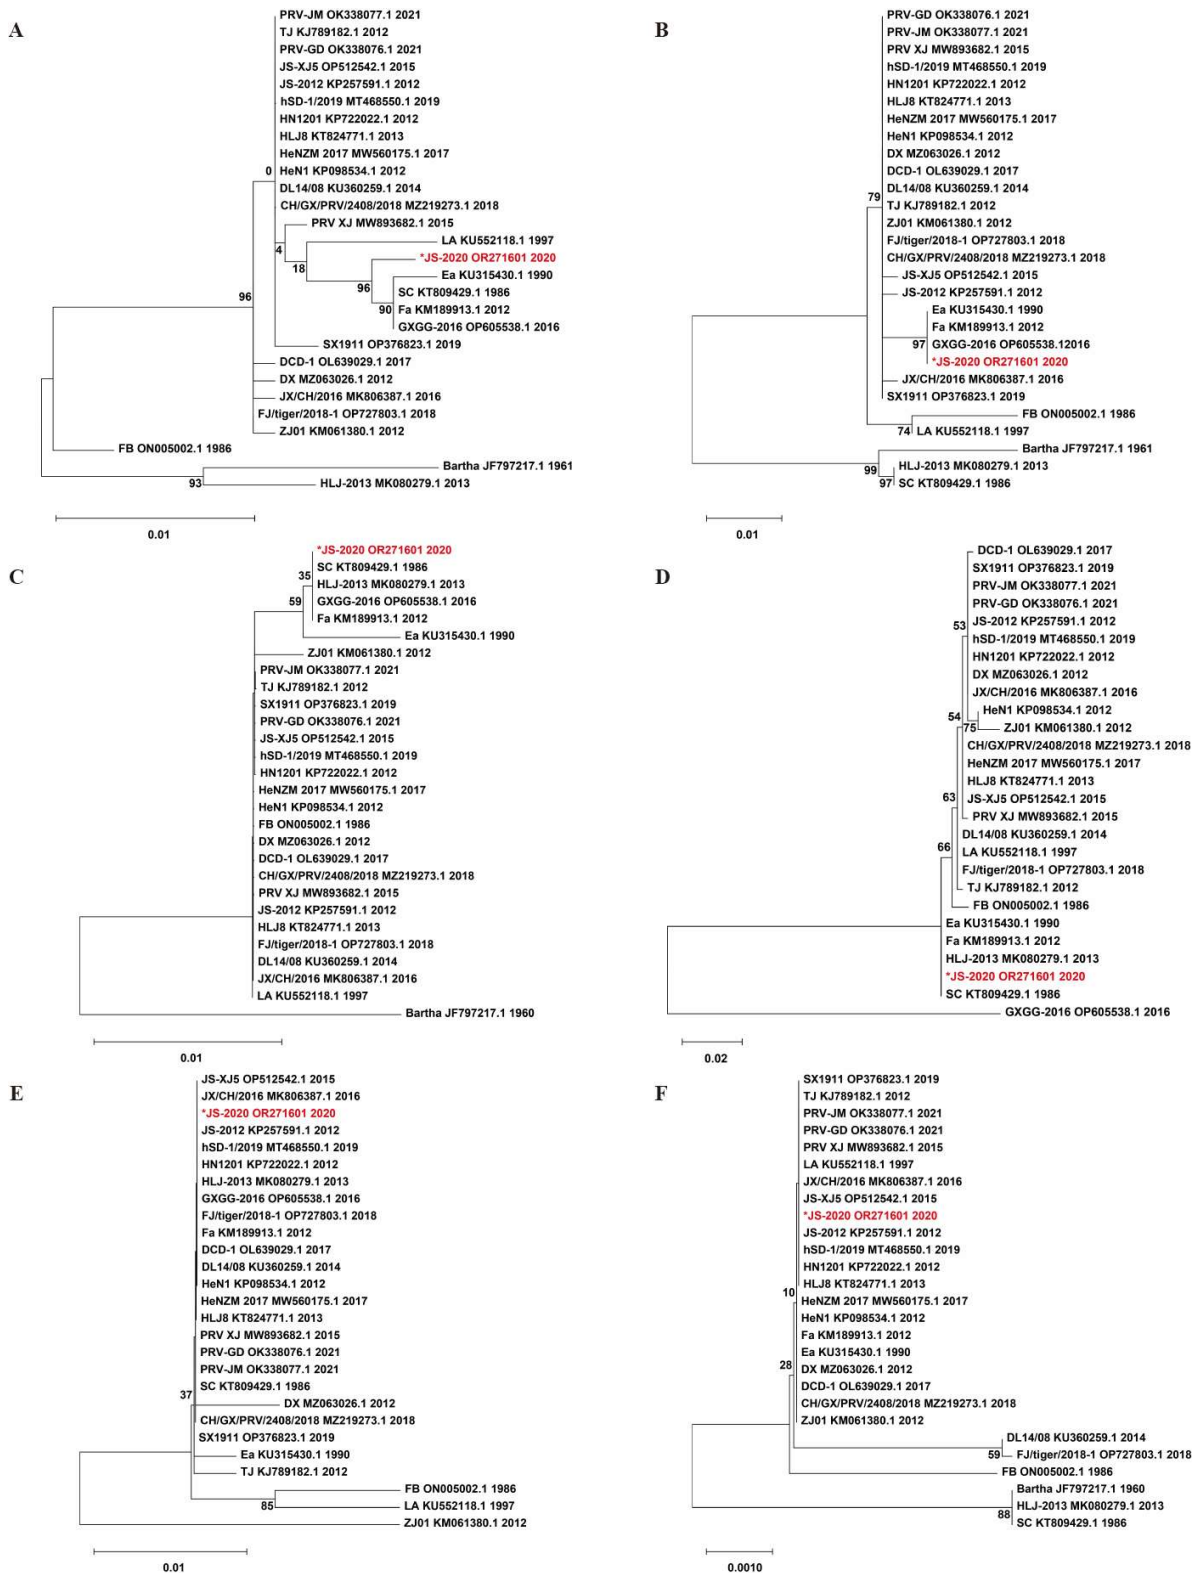 A
PRV-JM OK338077.1 2021
TJ KJ789182.1 2012
PRV-GD OK338076.1 2021
JS-XJ5 OP512542.1 2015
JS-2012 KP257591.1 2012
hSD-1/2019 MT468550.1 2019
HN1201 KP722022.1 2012
HLJ8 KT824771.1 2013
HeNZM 2017 MW560175.1 2017
0
HeN1 KP098534.1 2012
DL14/08 KU360259.1 2014
CH/GX/PRV/2408/2018 MZ219273.1 2018
PRV XJ MW893682.1 2015
4
LA KU552118.1 1997
18
*JS-2020 OR271601 2020
96
Ea KU315430.1 1990
SC KT809429.1 1986
90
Fa KM189913.1 2012
GXGG-2016 OP605538.1 2016
96
SX1911 OP376823.1 2019
DCD-1 OL639029.1 2017
DX MZ063026.1 2012
JX/CH/2016 MK806387.1 2016
FJ/tiger/2018-1 OP727803.1 2018
ZJ01 KM061380.1 2012
FB ON005002.1 1986
Bartha JF797217.1 1961
93
HLJ-2013 MK080279.1 2013
0.01
B
PRV-GD OK338076.1 2021
PRV-JM OK338077.1 2021
PRV XJ MW893682.1 2015
hSD-1/2019 MT468550.1 2019
HN1201 KP722022.1 2012
HLJ8 KT824771.1 2013
HeNZM 2017 MW560175.1 2017
HeN1 KP098534.1 2012
DX MZ063026.1 2012
DCD-1 OL639029.1 2017
DL14/08 KU360259.1 2014
79
TJ KJ789182.1 2012
ZJ01 KM061380.1 2012
FJ/tiger/2018-1 OP727803.1 2018
CH/GX/PRV/2408/2018 MZ219273.1 2018
JS-XJ5 OP512542.1 2015
JS-2012 KP257591.1 2012
Ea KU315430.1 1990
Fa KM189913.1 2012
97
GXGG-2016 OP605538.12016
*JS-2020 OR271601 2020
JX/CH/2016 MK806387.1 2016
SX1911 OP376823.1 2019
FB ON005002.1 1986
74
LA KU552118.1 1997
Bartha JF797217.1 1961
99
HLJ-2013 MK080279.1 2013
97
SC KT809429.1 1986
0.01
C
*JS-2020 OR271601 2020
SC KT809429.1 1986
35
HLJ-2013 MK080279.1 2013
59
GXGG-2016 OP605538.1 2016
Fa KM189913.1 2012
Ea KU315430.1 1990
ZJ01 KM061380.1 2012
PRV-JM OK338077.1 2021
TJ KJ789182.1 2012
SX1911 OP376823.1 2019
PRV-GD OK338076.1 2021
JS-XJ5 OP512542.1 2015
hSD-1/2019 MT468550.1 2019
HN1201 KP722022.1 2012
HeNZM 2017 MW560175.1 2017
HeN1 KP098534.1 2012
FB ON005002.1 1986
DX MZ063026.1 2012
DCD-1 OL639029.1 2017
CH/GX/PRV/2408/2018 MZ219273.1 2018
PRV XJ MW893682.1 2015
JS-2012 KP257591.1 2012
HLJ8 KT824771.1 2013
FJ/tiger/2018-1 OP727803.1 2018
DL14/08 KU360259.1 2014
JX/CH/2016 MK806387.1 2016
LA KU552118.1 1997
Bartha JF797217.1 1960
0.01
D
DCD-1 OL639029.1 2017
SX1911 OP376823.1 2019
PRV-JM OK338077.1 2021
PRV-GD OK338076.1 2021
53
JS-2012 KP257591.1 2012
hSD-1/2019 MT468550.1 2019
HN1201 KP722022.1 2012
DX MZ063026.1 2012
JX/CH/2016 MK806387.1 2016
54
HeN1 KP098534.1 2012
75
ZJ01 KM061380.1 2012
CH/GX/PRV/2408/2018 MZ219273.1 2018
HeNZM 2017 MW560175.1 2017
HLJ8 KT824771.1 2013
63
JS-XJ5 OP512542.1 2015
PRV XJ MW893682.1 2015
DL14/08 KU360259.1 2014
66
LA KU552118.1 1997
FJ/tiger/2018-1 OP727803.1 2018
TJ KJ789182.1 2012
FB ON005002.1 1986
Ea KU315430.1 1990
Fa KM189913.1 2012
HLJ-2013 MK080279.1 2013
*JS-2020 OR271601 2020
SC KT809429.1 1986
GXGG-2016 OP605538.1 2016
0.02
E
JS-XJ5 OP512542.1 2015
JX/CH/2016 MK806387.1 2016
*JS-2020 OR271601 2020
JS-2012 KP257591.1 2012
hSD-1/2019 MT468550.1 2019
HN1201 KP722022.1 2012
HLJ-2013 MK080279.1 2013
GXGG-2016 OP605538.1 2016
FJ/tiger/2018-1 OP727803.1 2018
Fa KM189913.1 2012
DCD-1 OL639029.1 2017
DL14/08 KU360259.1 2014
HeN1 KP098534.1 2012
HeNZM 2017 MW560175.1 2017
HLJ8 KT824771.1 2013
PRV XJ MW893682.1 2015
PRV-GD OK338076.1 2021
PRV-JM OK338077.1 2021
SC KT809429.1 1986
37
DX MZ063026.1 2012
CH/GX/PRV/2408/2018 MZ219273.1 2018
SX1911 OP376823.1 2019
Ea KU315430.1 1990
TJ KJ789182.1 2012
FB ON005002.1 1986
85
LA KU552118.1 1997
ZJ01 KM061380.1 2012
0.01
F
SX1911 OP376823.1 2019
TJ KJ789182.1 2012
PRV-JM OK338077.1 2021
PRV-GD OK338076.1 2021
PRV XJ MW893682.1 2015
LA KU552118.1 1997
JX/CH/2016 MK806387.1 2016
JS-XJ5 OP512542.1 2015
*JS-2020 OR271601 2020
JS-2012 KP257591.1 2012
hSD-1/2019 MT468550.1 2019
HN1201 KP722022.1 2012
HLJ8 KT824771.1 2013
10
HeNZM 2017 MW560175.1 2017
HeN1 KP098534.1 2012
Fa KM189913.1 2012
Ea KU315430.1 1990
28
DX MZ063026.1 2012
DCD-1 OL639029.1 2017
CH/GX/PRV/2408/2018 MZ219273.1 2018
ZJ01 KM061380.1 2012
DL14/08 KU360259.1 2014
59
FJ/tiger/2018-1 OP727803.1 2018
FB ON005002.1 1986
Bartha JF797217.1 1960
HLJ-2013 MK080279.1 2013
88
SC KT809429.1 1986
0.0010